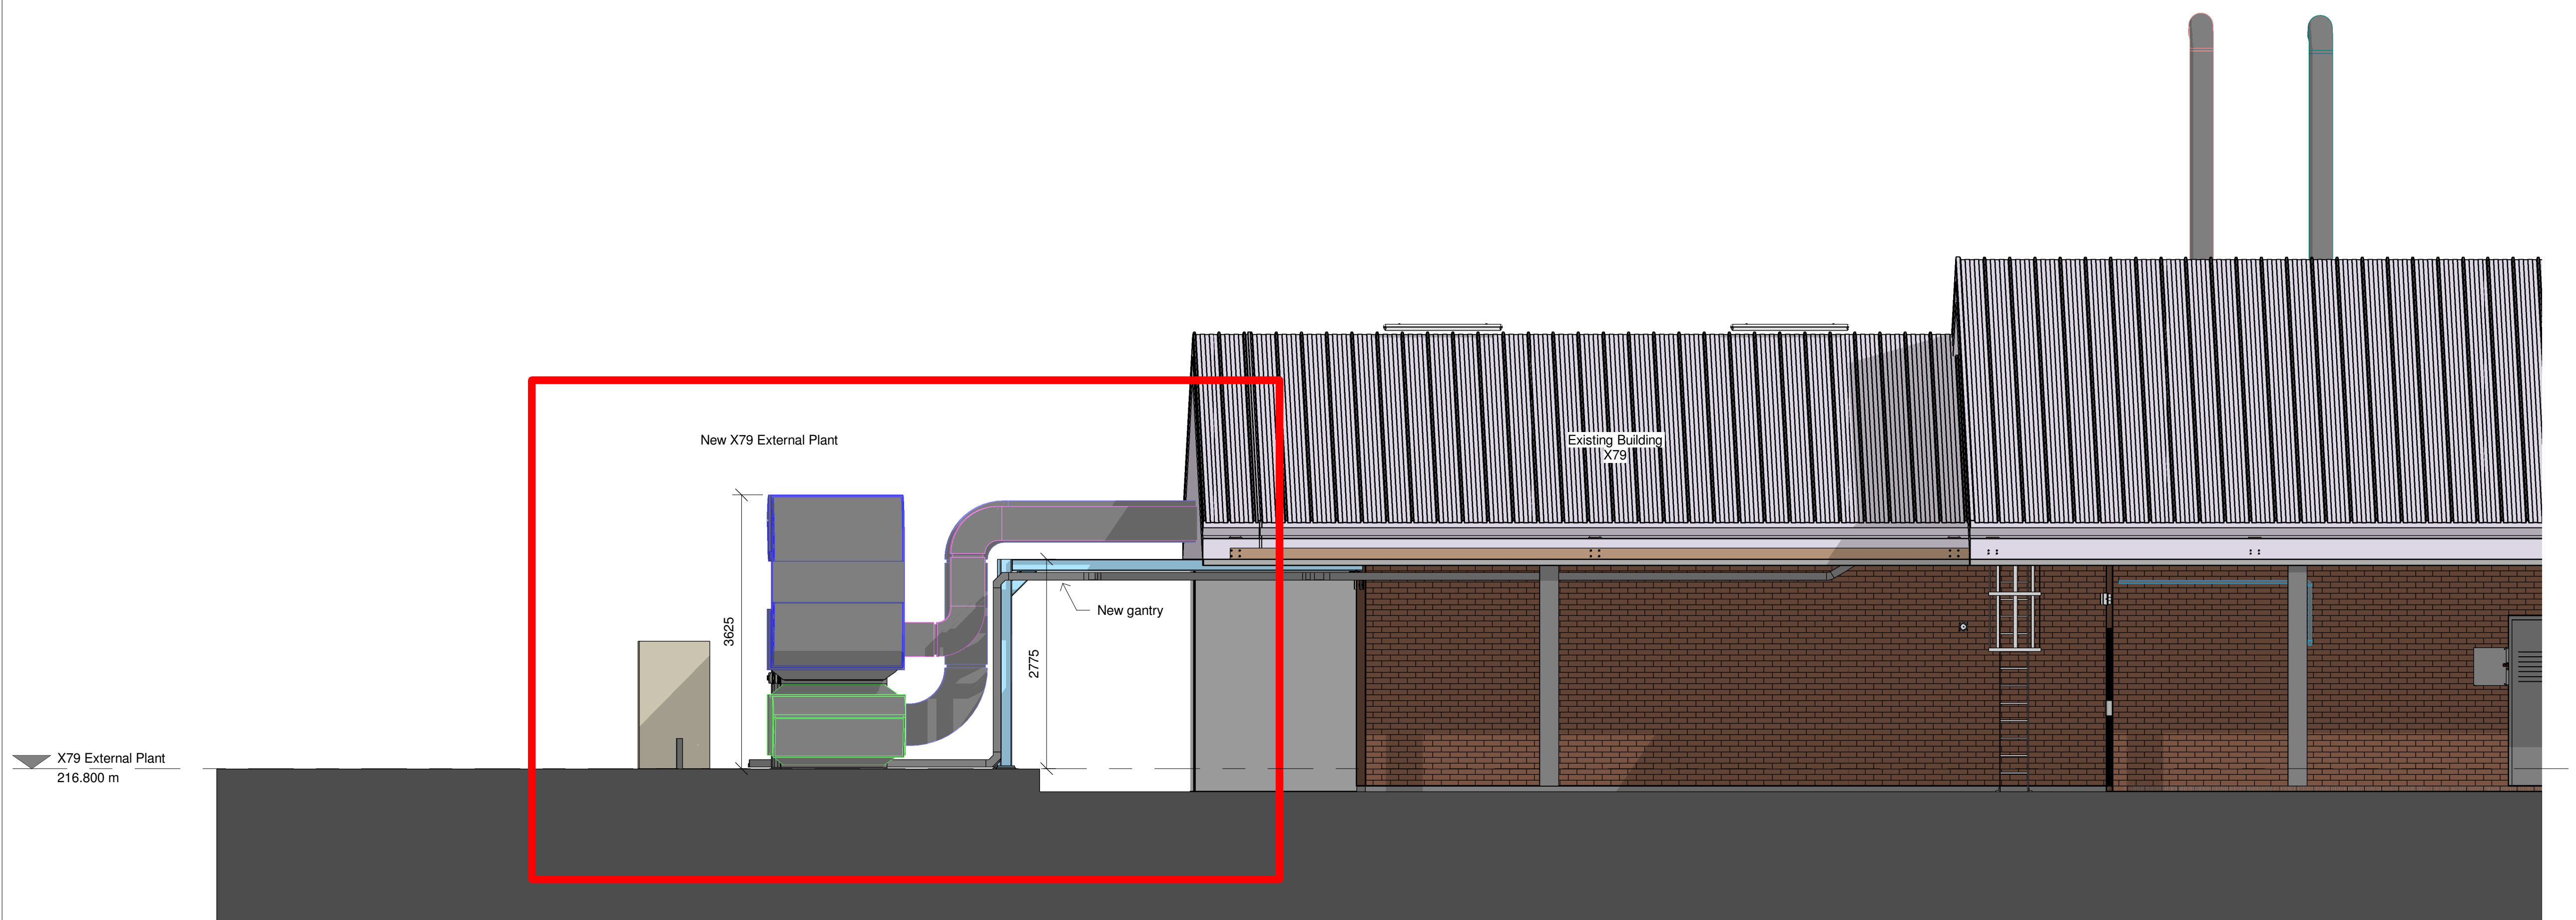 New X79 External Plant
Existing Building
X79
New gantry
3625
2775
X79 External Plant
216.800 m